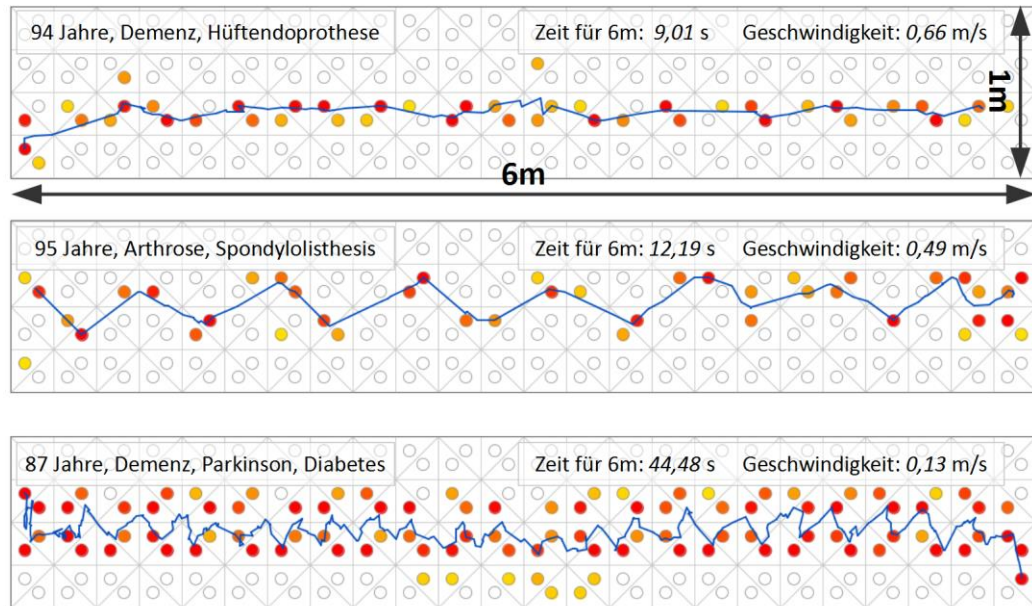 94 Jahre, Demenz, Hüftendoprothese Zeit für 6m: 9,01 s Geschwindigkeit: 0,66 m/s
1m
6m
95 Jahre, Arthrose, Spondylolisthesis Zeit für 6m: 12,19 s Geschwindigkeit: 0,49 m/s
87 Jahre, Demenz, Parkinson, Diabetes Zeit für 6m: 44,48 s Geschwindigkeit: 0,13 m/s